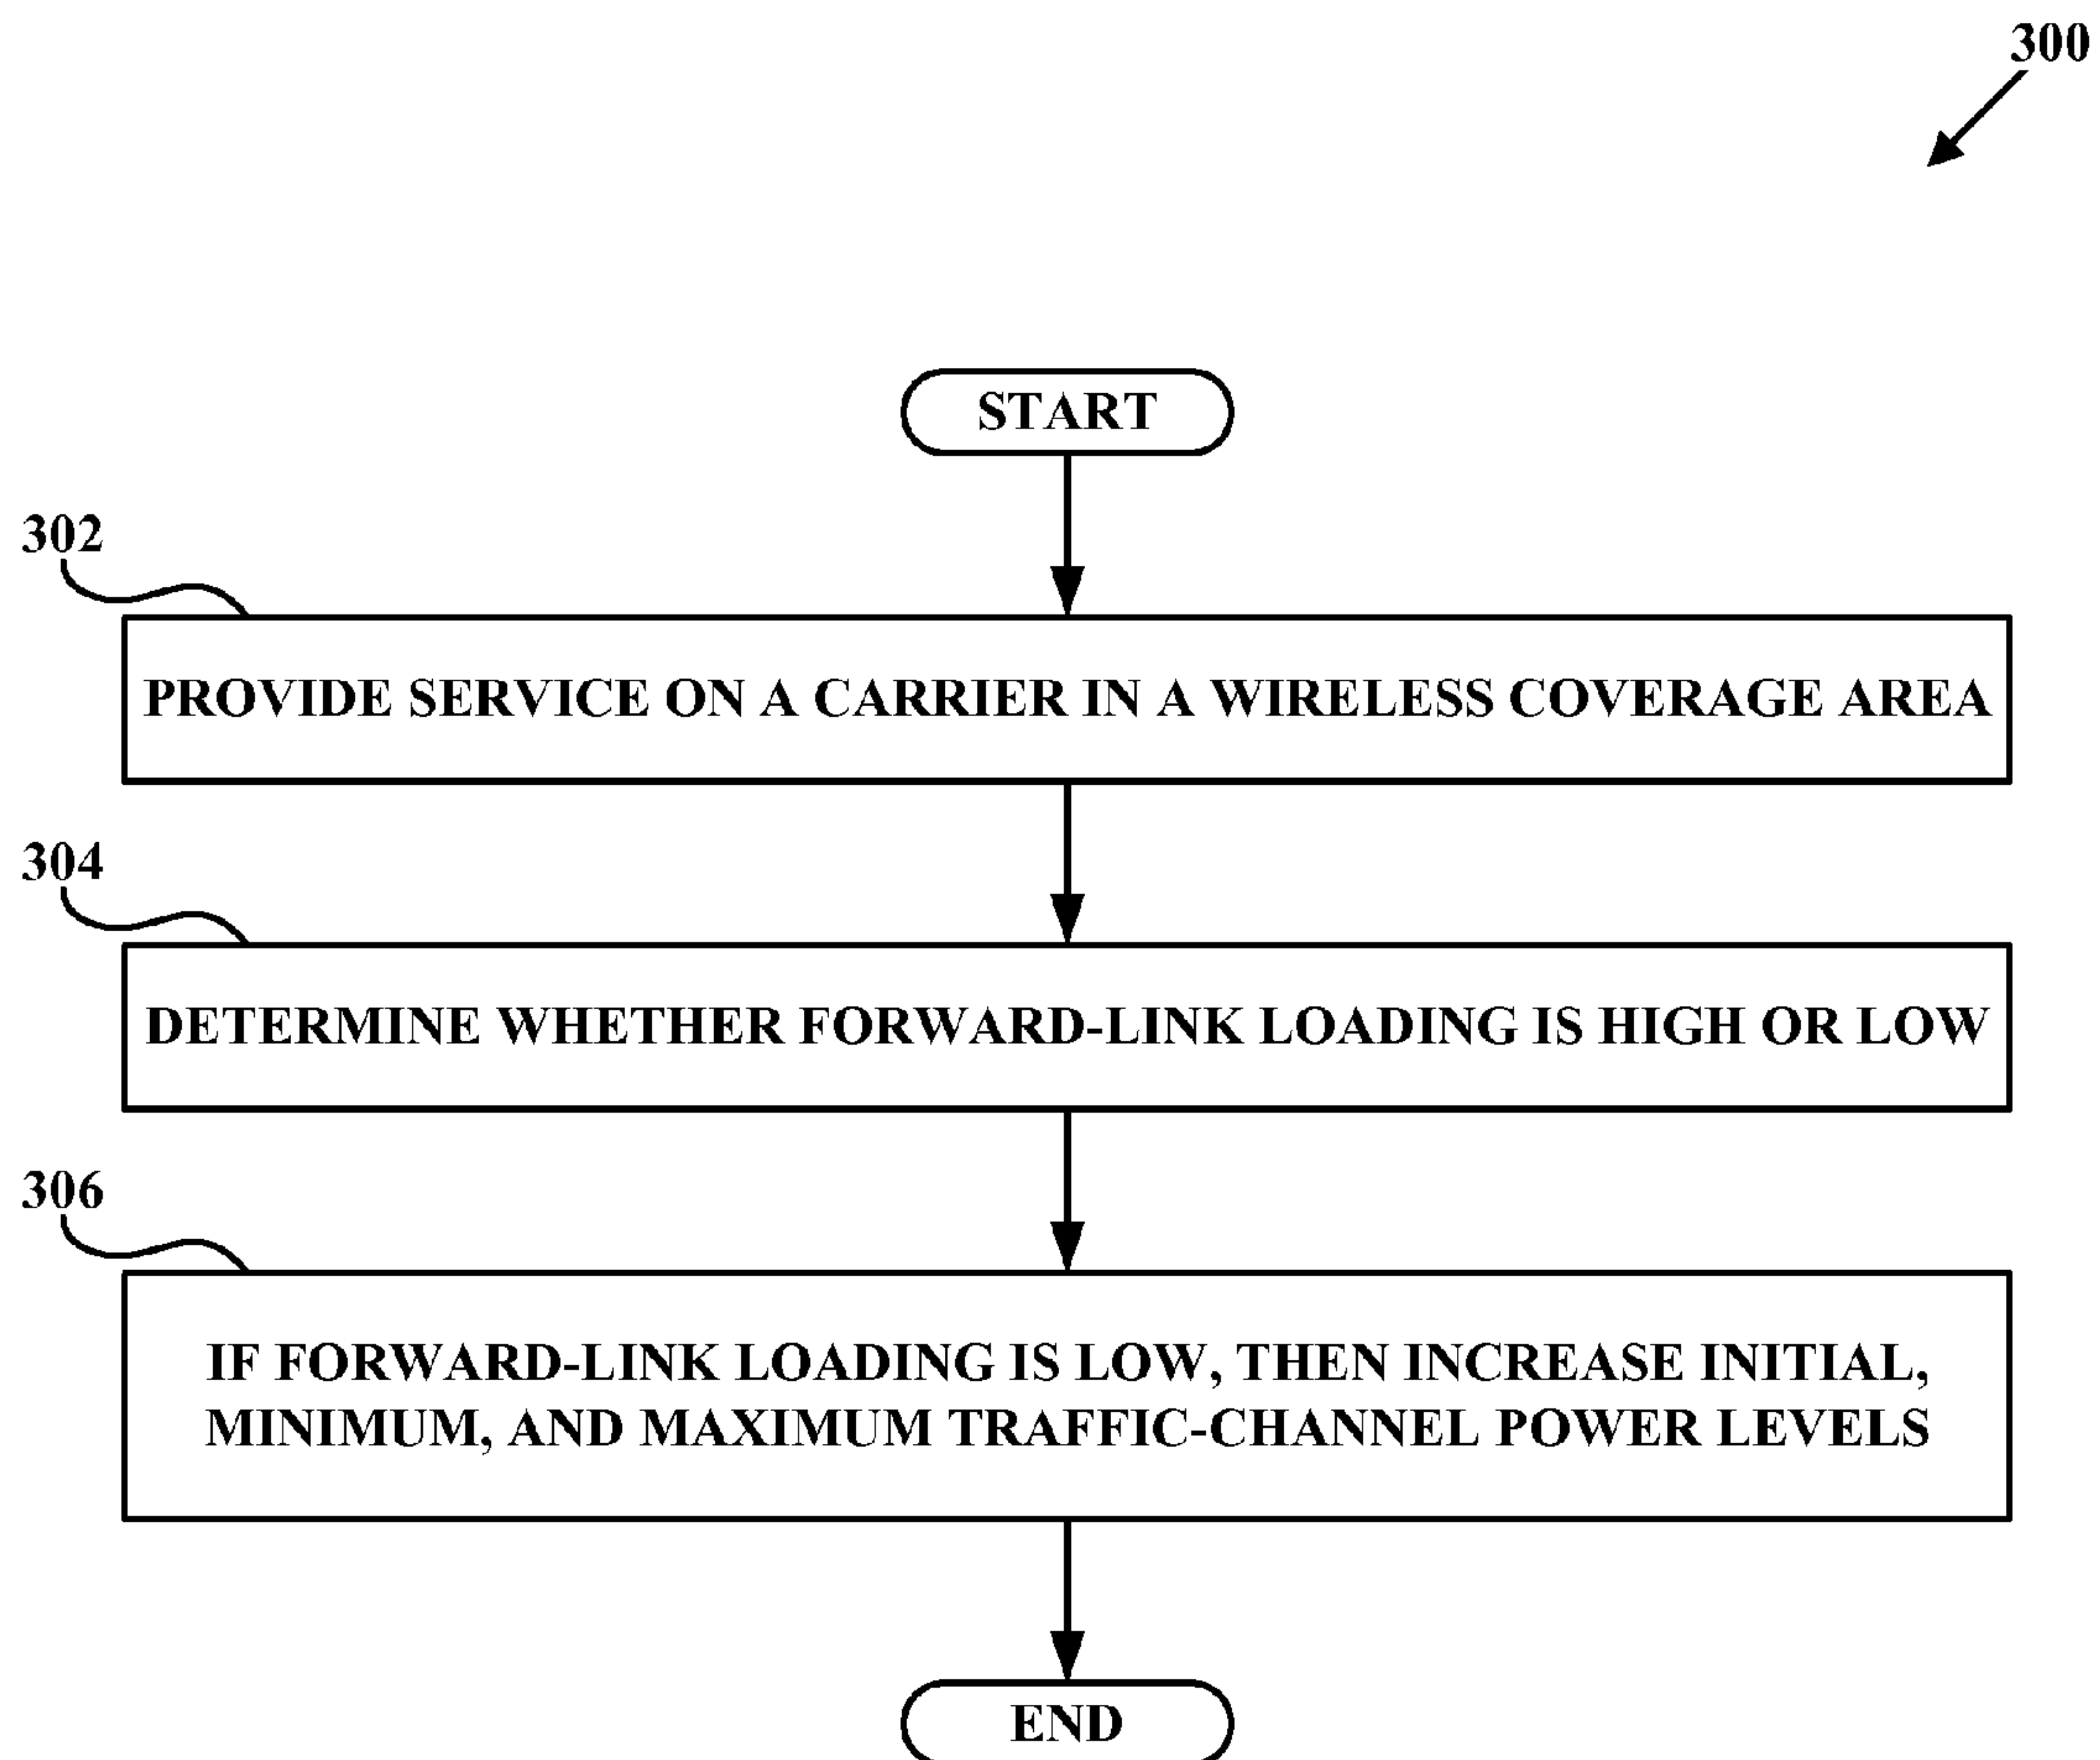 300
START
302
PROVIDE SERVICE ON A CARRIER IN A WIRELESS COVERAGE AREA
304
DETERMINE WHETHER FORWARD-LINK LOADING IS HIGH OR LOW
306
IF FORWARD-LINK LOADING IS LOW, THEN INCREASE INITIAL,
MINIMUM, AND MAXIMUM TRAFFIC-CHANNEL POWER LEVELS
END